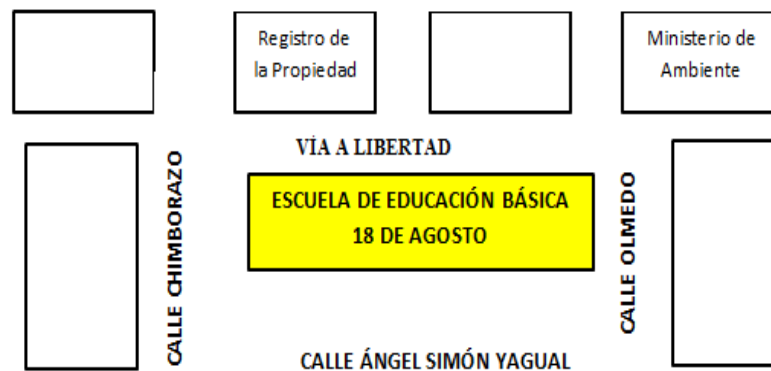 Registro de
la Propiedad
Ministerio de
Ambiente
VÍA A LIBERTAD
CALLE CHIMBORAZO
ESCUELA DE EDUCACIÓN BÁSICA
18 DE AGOSTO
CALLE OLMEDO
CALLE ÁNGEL SIMÓN YAGUAL